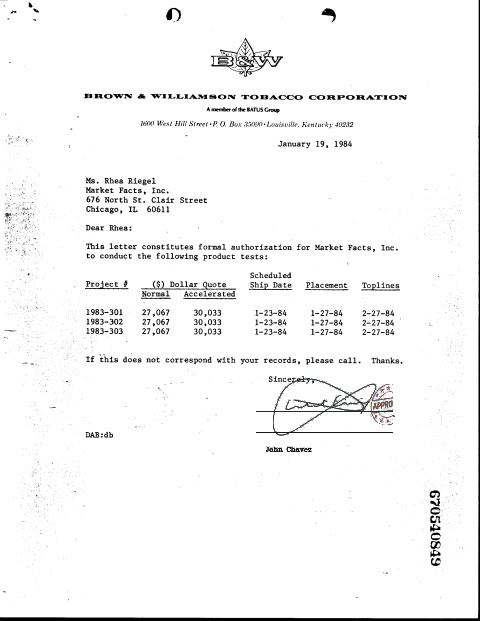 B&W
BROWN & WILLIAMSON TOBACCO CORPORATION
A member of the BATUS Group
1600 West Hill Street • P. O. Box 35090 • Louisville, Kentucky 40232
January 19, 1984
Ms. Rhea Riegel
Market Facts, Inc.
676 North St. Clair Street
Chicago, IL 60611
Dear Rhea:
This letter constitutes formal authorization for Market Facts, Inc.
to conduct the following product tests:
Scheduled
Project # ($) Dollar Quote Ship Date Placement Toplines
Normal Accelerated
1983-301 27,067 30,033 1-23-84 1-27-84 2-27-84
1983-302 27,067 30,033 1-23-84 1-27-84 2-27-84
1983-303 27,067 30,033 1-23-84 1-27-84 2-27-84
If this does not correspond with your records, please call. Thanks.
Sincerely,
APPRO
DAB:db
John Chavez
670540849